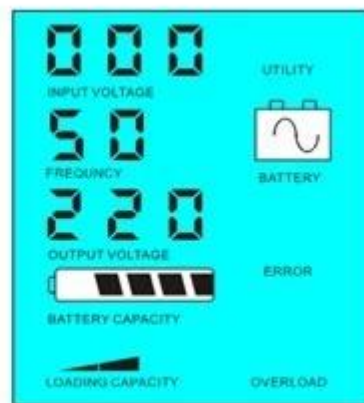 000
INPUT VOLTAGE
UTILITY
50
FREQUNCY
BATTERY
220
OUTPUT VOLTAGE
ERROR
BATTERY CAPACITY
LOADING CAPACITY
OVERLOAD